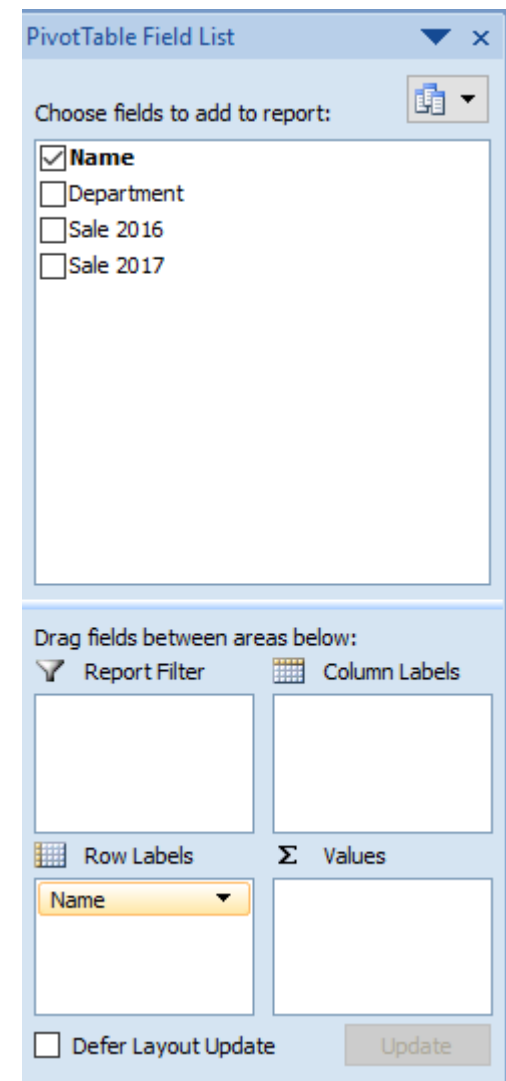 PivotTable Field List
Choose fields to add to report:
Name
Department
Sale 2016
Sale 2017
Drag fields between areas below:
Report Filter
Column Labels
Row Labels
Σ Values
Name
Defer Layout Update
Update